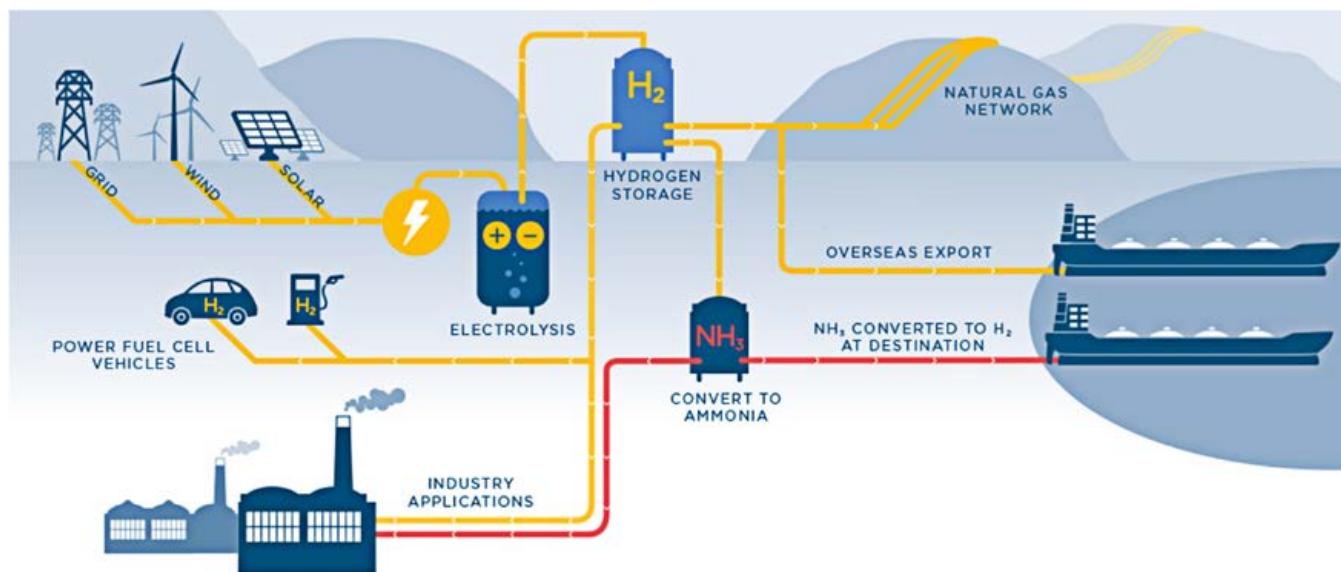 H₂
NATURAL GAS
NETWORK
GRID
WIND
SOLAR
HYDROGEN
STORAGE
+ −
OVERSEAS EXPORT
H₂
H₂
ELECTROLYSIS
POWER FUEL CELL
VEHICLES
NH₃
NH₃ CONVERTED TO H₂
AT DESTINATION
CONVERT TO
AMMONIA
INDUSTRY
APPLICATIONS